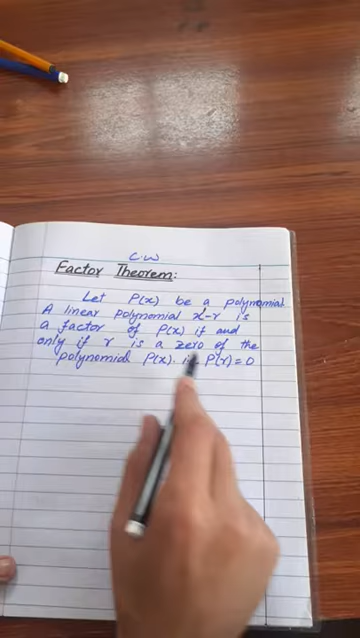 C.W
Factor Theorem:
Let P(x) be a polynomial
A linear polynomial x-r is
a factor of P(x) if and
only if r is a zero of the
polynomial P(x). P(r)=0